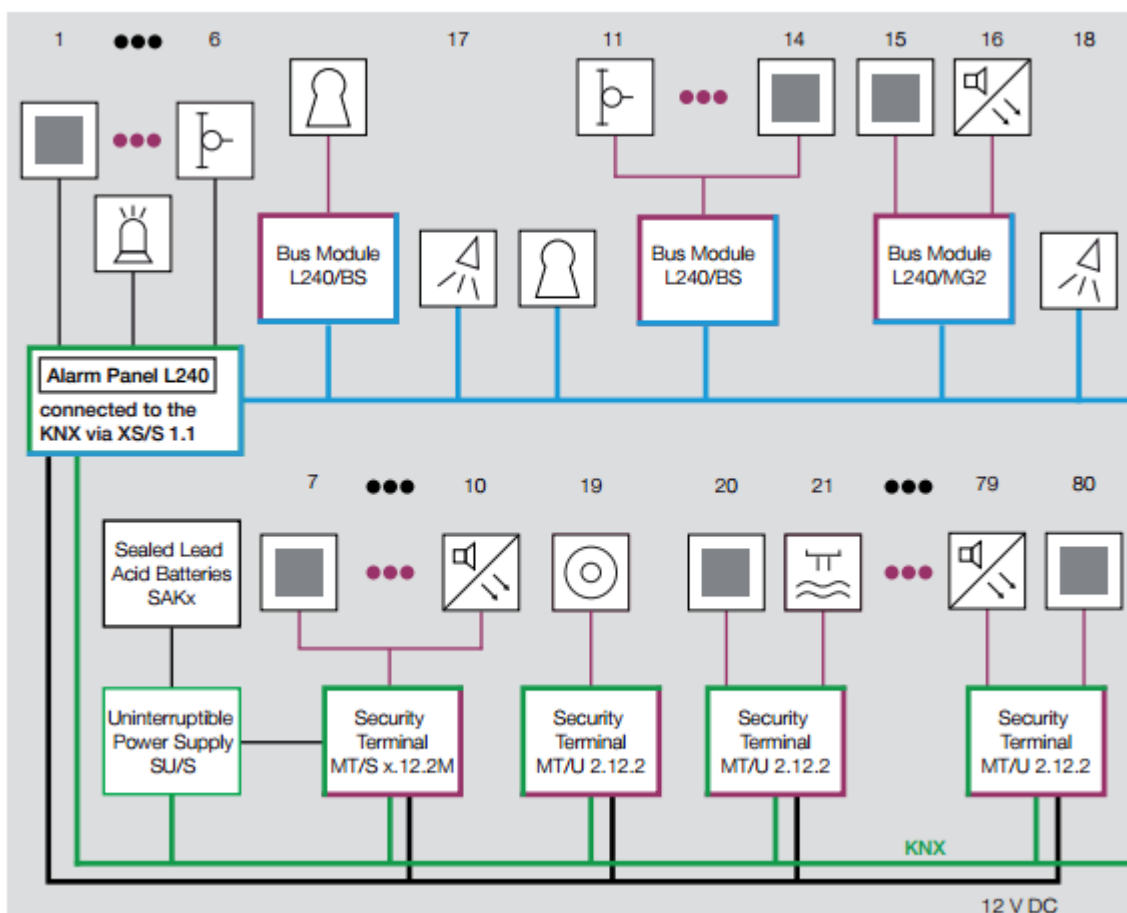 1 ●●● 6 17 11 14 15 16 18
Bus Module
L240/BS
Bus Module
L240/BS
Bus Module
L240/MG2
Alarm Panel L240
connected to the
KNX via XS/S 1.1
7 ●●● 10 19 20 21 ●●● 79 80
Sealed Lead
Acid Batteries
SAKx
Uninterruptible
Power Supply
SU/S
Security
Terminal
MT/S x.12.2M
Security
Terminal
MT/U 2.12.2
Security
Terminal
MT/U 2.12.2
Security
Terminal
MT/U 2.12.2
KNX
12 V DC